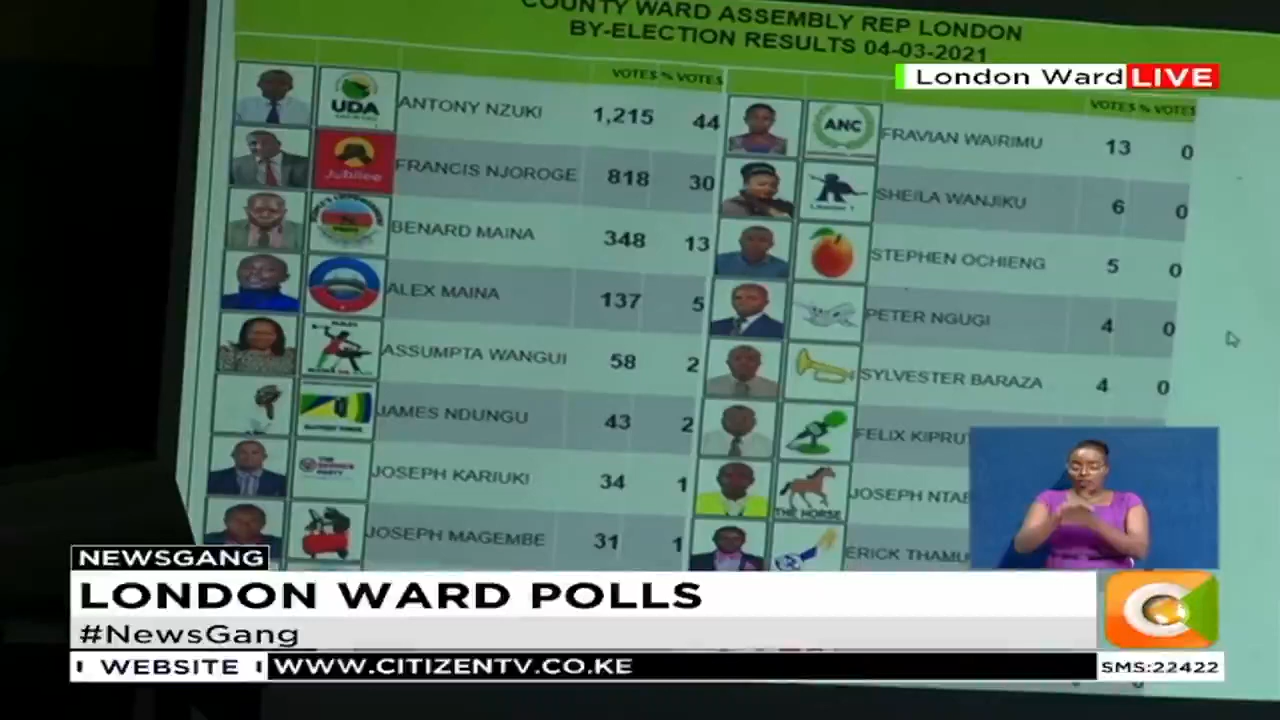 COUNTY WARD ASSEMBLY REP LONDON
BY-ELECTION RESULTS 04-03-2021
London Ward LIVE
VOTES % VOTES
UDA ANTONY NZUKI 1,215 44
Jubilee FRANCIS NJOROGE 818 30
BENARD MAINA 348 13
ALEX MAINA 137 5
ASSUMPTA WANGUI 58 2
JAMES NDUNGU 43 2
THE SERVICE PARTY JOSEPH KARIUKI 34 1
JOSEPH MAGEMBE 31 1
VOTES % VOTES
ANC FRAVIAN WAIRIMU 13 0
SHEILA WANJIKU 6 0
STEPHEN OCHIENG 5 0
PETER NGUGI 4 0
SYLVESTER BARAZA 4 0
FELIX
JOSEPH
THE HORSE
ERICK
NEWSGANG
LONDON WARD POLLS
#NewsGang
WEBSITE WWW.CITIZENTV.CO.KE
SMS:22422